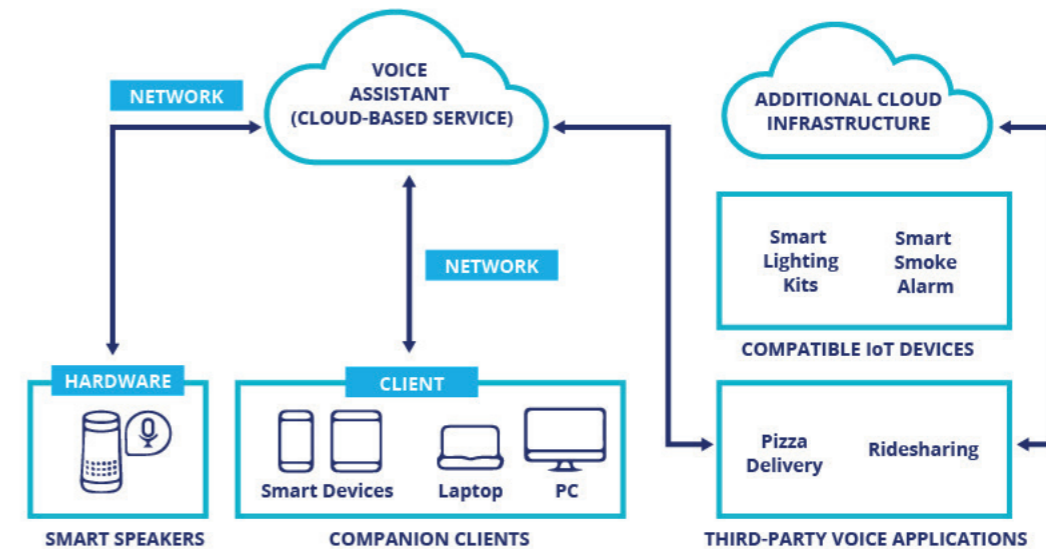 NETWORK
VOICE
ASSISTANT
(CLOUD-BASED SERVICE)
ADDITIONAL CLOUD
INFRASTRUCTURE
NETWORK
Smart
Lighting
Kits
Smart
Smoke
Alarm
COMPATIBLE IoT DEVICES
HARDWARE
SMART SPEAKERS
CLIENT
Smart Devices
Laptop
PC
COMPANION CLIENTS
Pizza
Delivery
Ridesharing
THIRD-PARTY VOICE APPLICATIONS